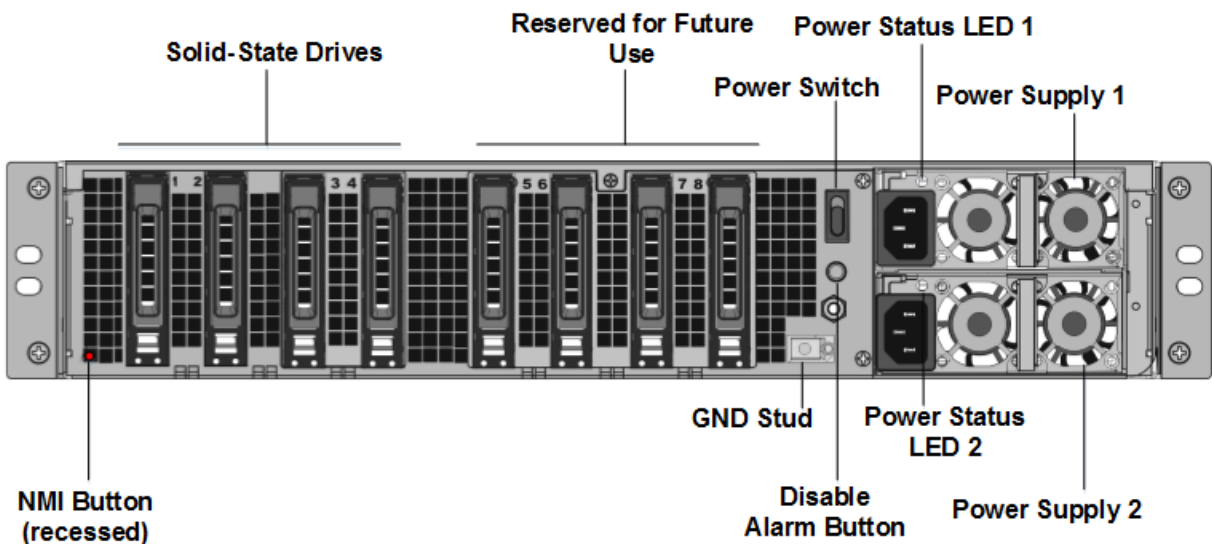 Reserved for Future
Use
Power Status LED 1
Solid-State Drives
Power Switch
Power Supply 1
1 2 3 4 5 6 7 8
GND Stud
Power Status
LED 2
NMI Button
(recessed)
Disable
Alarm Button
Power Supply 2